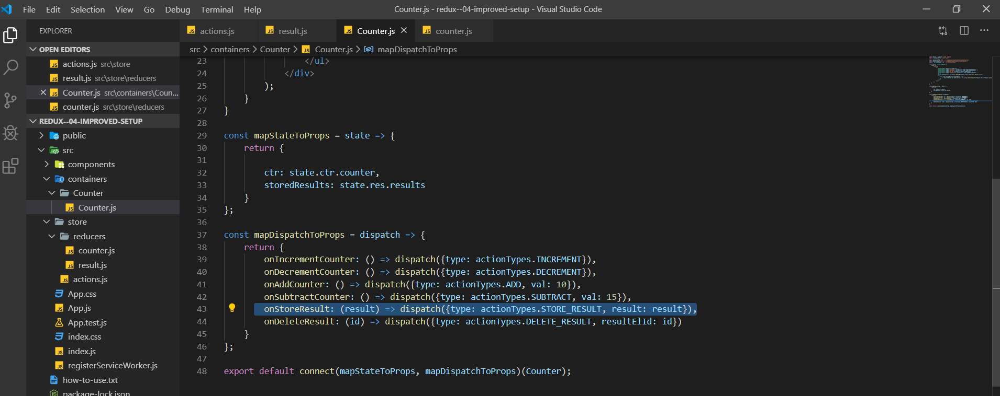 File Edit Selection View Go Debug Terminal Help
Counter.js - redux--04-improved-setup - Visual Studio Code
EXPLORER
OPEN EDITORS
actions.js src\store
result.js src\store\reducers
Counter.js src\containers\Coun...
counter.js src\store\reducers
REDUX--04-IMPROVED-SETUP
public
src
components
containers
Counter
Counter.js
store
reducers
counter.js
result.js
actions.js
App.css
App.js
App.test.js
index.css
index.js
registerServiceWorker.js
how-to-use.txt
package-lock.json
actions.js result.js Counter.js counter.js
src > containers > Counter > Counter.js > mapDispatchToProps
23 </ul>
24 </div>
25 );
26 }
27 }
28
29 const mapStateToProps = state => {
30 return {
31
32 ctr: state.ctr.counter,
33 storedResults: state.res.results
34 }
35 };
36
37 const mapDispatchToProps = dispatch => {
38 return {
39 onIncrementCounter: () => dispatch({type: actionTypes.INCREMENT}),
40 onDecrementCounter: () => dispatch({type: actionTypes.DECREMENT}),
41 onAddCounter: () => dispatch({type: actionTypes.ADD, val: 10}),
42 onSubtractCounter: () => dispatch({type: actionTypes.SUBTRACT, val: 15}),
43 onStoreResult: (result) => dispatch({type: actionTypes.STORE_RESULT, result: result}),
44 onDeleteResult: (id) => dispatch({type: actionTypes.DELETE_RESULT, resultElId: id})
45 }
46 };
47
48 export default connect(mapStateToProps, mapDispatchToProps)(Counter);